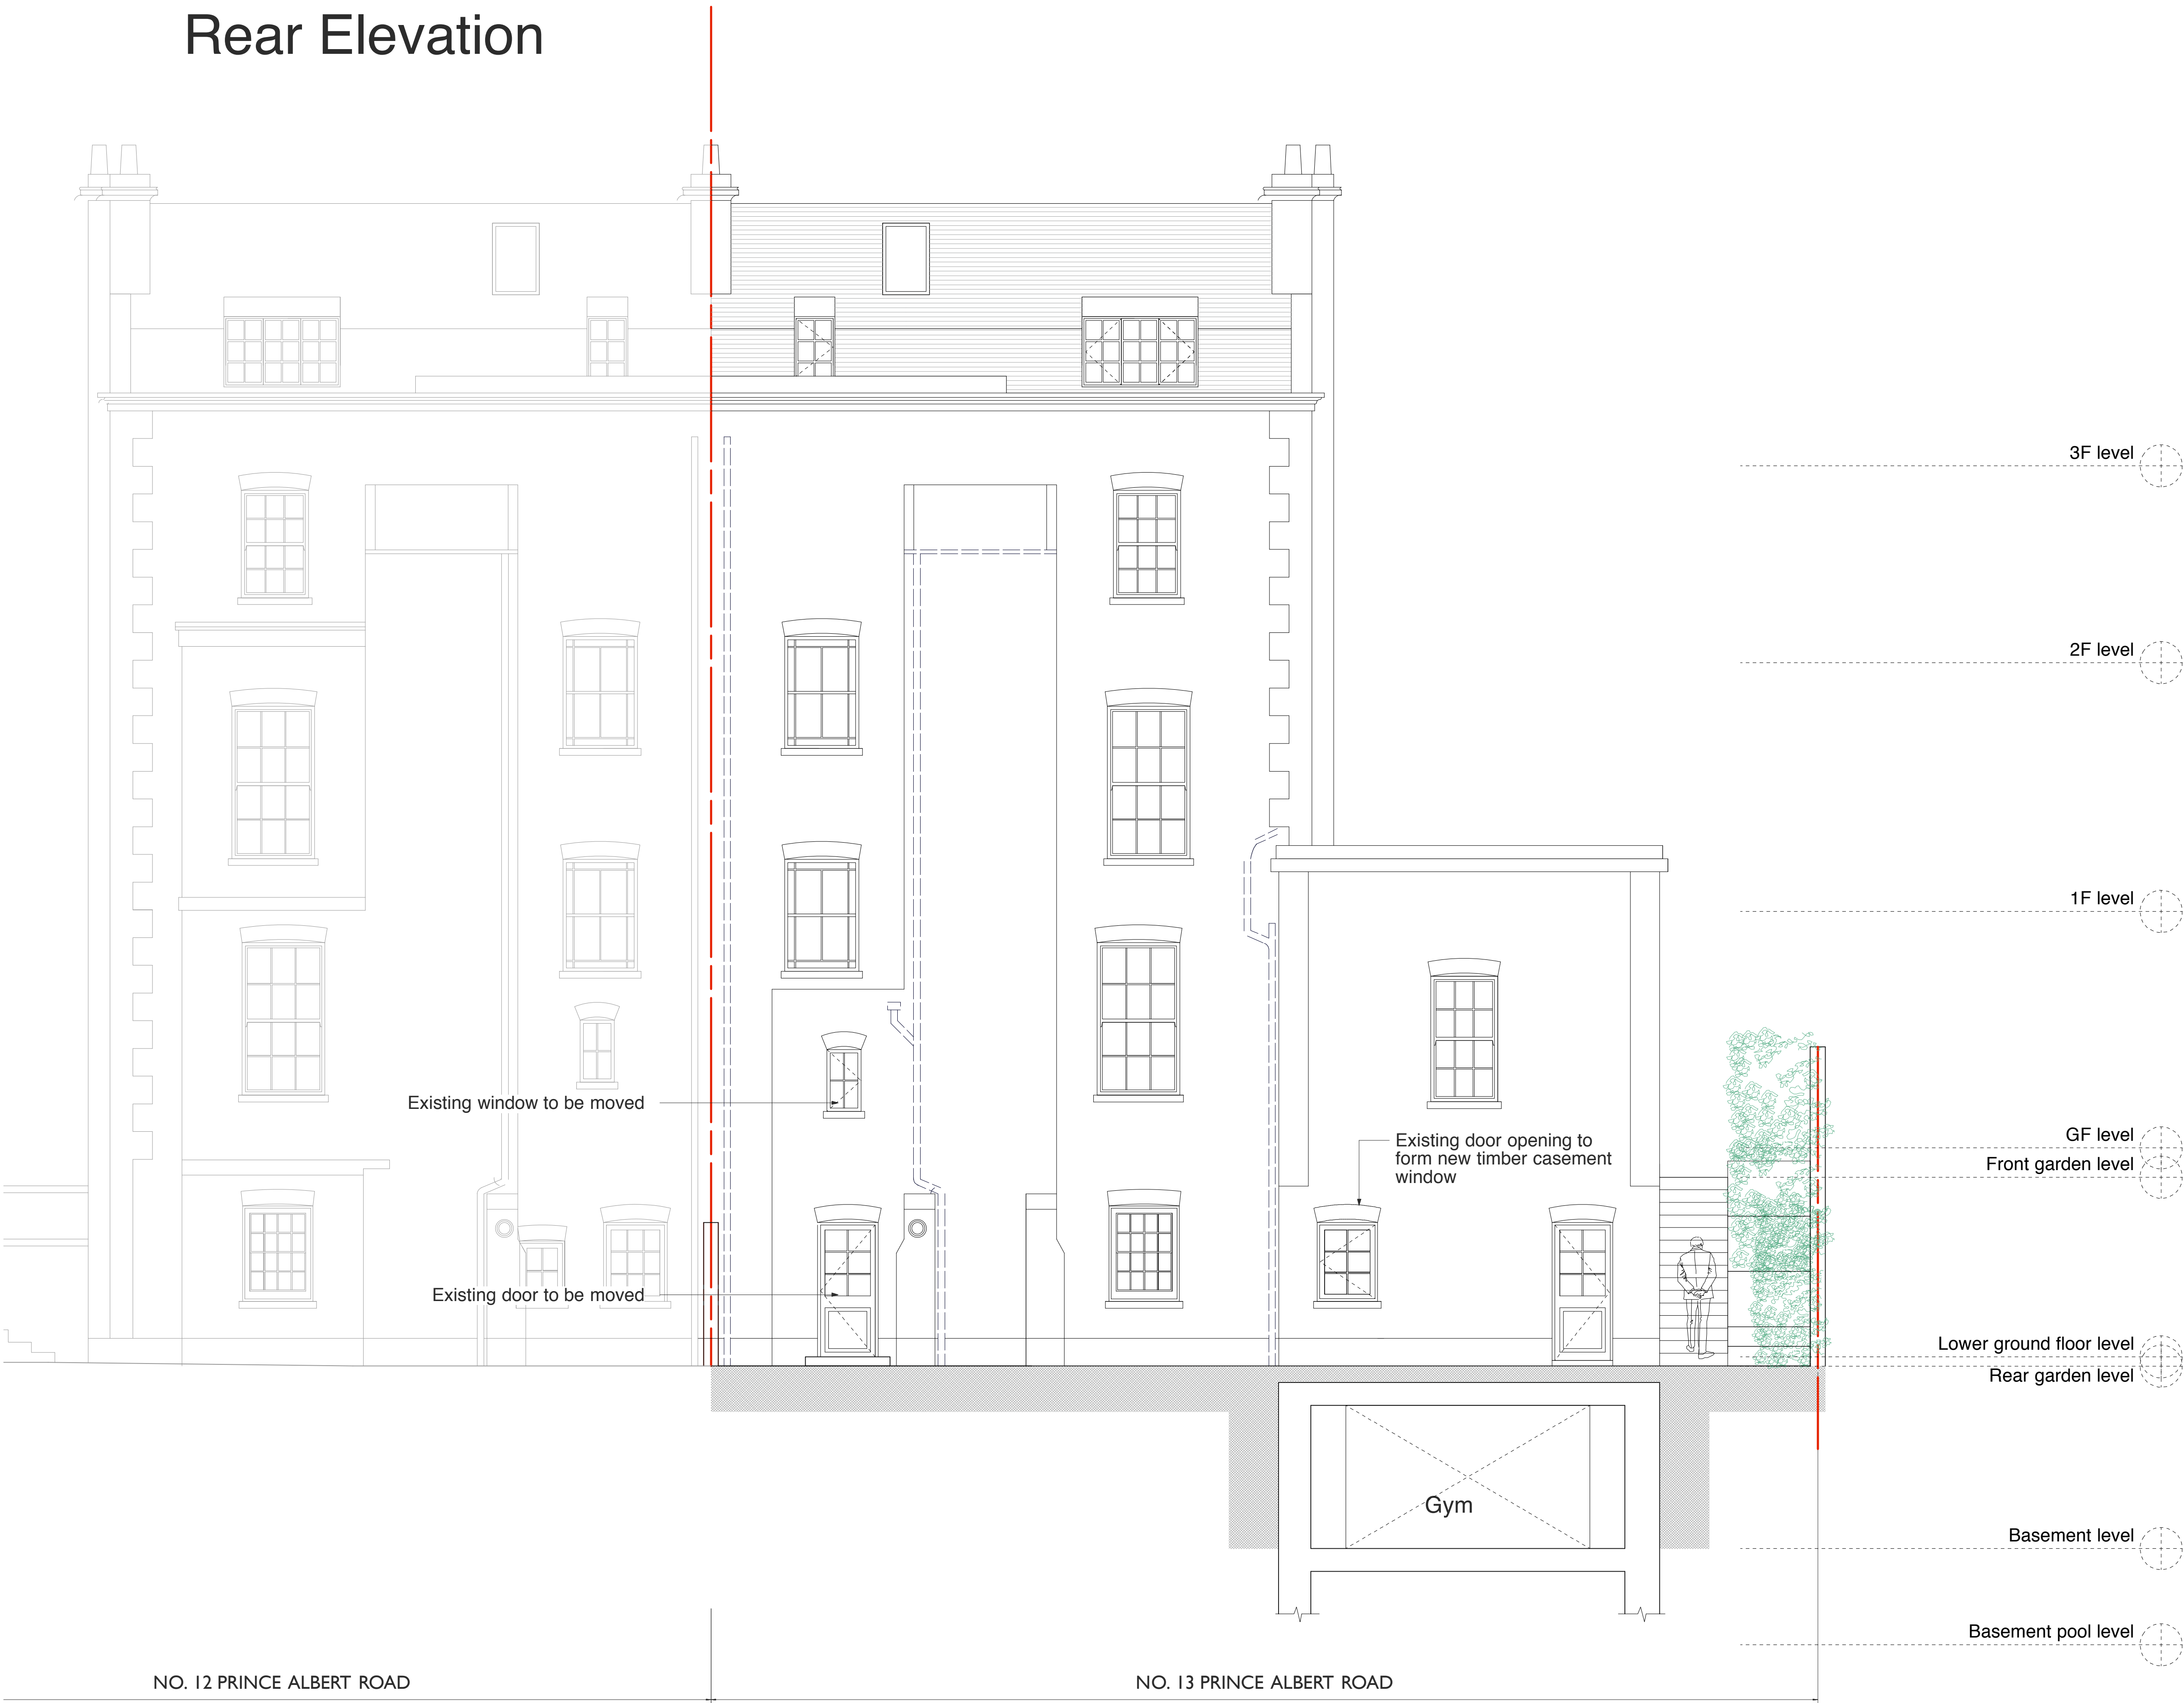 Rear Elevation
3F level
2F level
1F level
Existing window to be moved
Existing door opening to
form new timber casement
window
GF level
Front garden level
Existing door to be moved
Lower ground floor level
Rear garden level
Gym
Basement level
Basement pool level
NO. 12 PRINCE ALBERT ROAD
NO. 13 PRINCE ALBERT ROAD